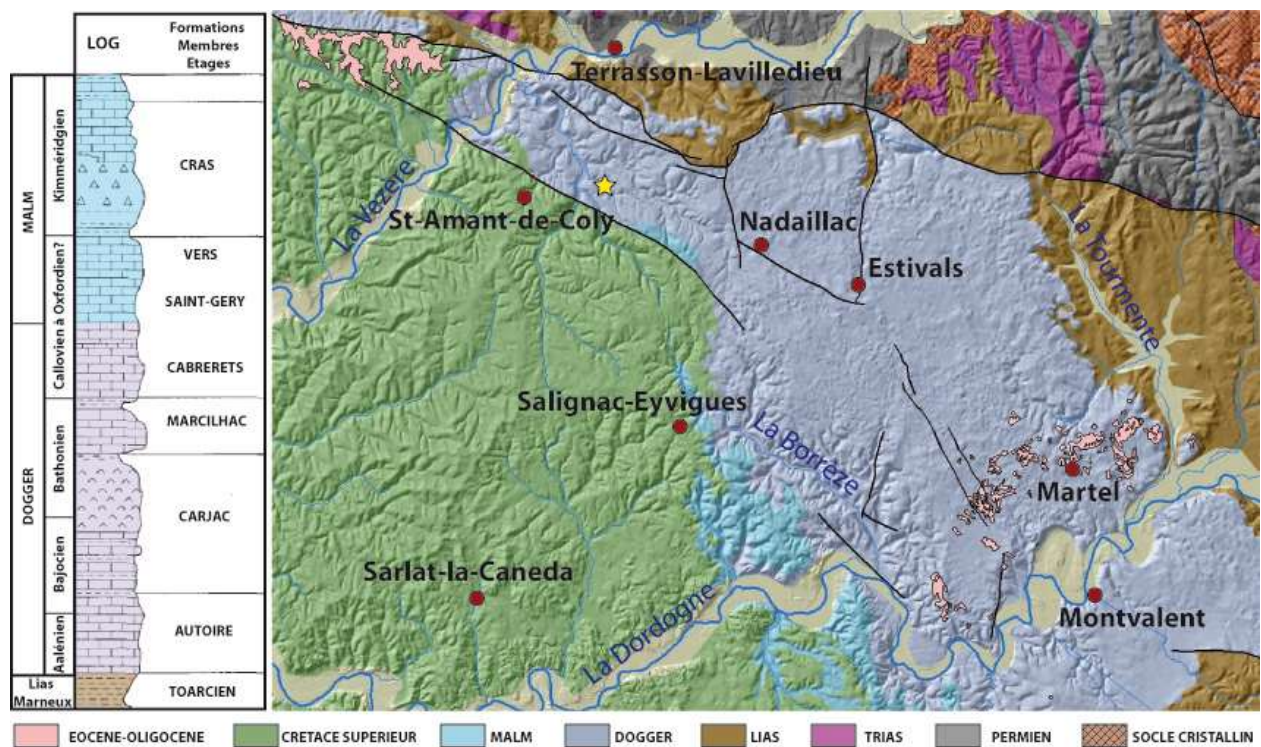 LOG
Formations
Membres
Etages
MALM
Kimméridgien
CRAS
Callovien à Oxfordien?
VERS
SAINT-GERY
DOGGER
CABRERETS
Bathonien
MARCILHAC
CARJAC
Bajocien
Aalénien
AUTOIRE
Lias
Marneux
TOARCIEN
Terrasson-Lavilledieu
La Vézère
St-Amant-de-Coly
Nadaillac
Estivals
La Tourmente
Salignac-Eyvigues
La Borrèze
Martel
Sarlat-la-Caneda
La Dordogne
Montvalent
EOCENE-OLIGOCENE
CRETACE SUPERIEUR
MALM
DOGGER
LIAS
TRIAS
PERMIEN
SOCLE CRISTALLIN